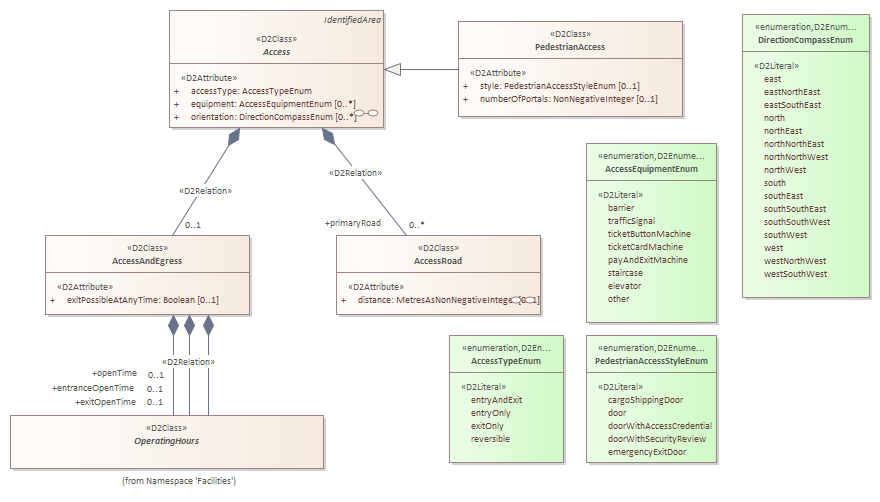 IdentifiedArea
«D2Class»
Access
«D2Attribute»
+ accessType: AccessTypeEnum
+ equipment: AccessEquipmentEnum [0..*]
+ orientation: DirectionCompassEnum [0..*]
«D2Class»
PedestrianAccess
«D2Attribute»
+ style: PedestrianAccessStyleEnum [0..1]
+ numberOfPortals: NonNegativeInteger [0..1]
«enumeration,D2Enum...
DirectionCompassEnum
«D2Literal»
east
eastNorthEast
eastSouthEast
north
northEast
northNorthEast
northNorthWest
northWest
south
southEast
southSouthEast
southSouthWest
southWest
west
westNorthWest
westSouthWest
«enumeration,D2Enume...
AccessEquipmentEnum
«D2Literal»
barrier
trafficSignal
ticketButtonMachine
ticketCardMachine
payAndExitMachine
staircase
elevator
other
«D2Relation»
0..1
«D2Relation»
+primaryRoad 0..*
«D2Class»
AccessAndEgress
«D2Attribute»
+ exitPossibleAtAnyTime: Boolean [0..1]
«D2Class»
AccessRoad
«D2Attribute»
+ distance: MetresAsNonNegativeInteger [0..1]
«D2Relation»
+openTime 0..1
+entranceOpenTime 0..1
+exitOpenTime 0..1
«D2Class»
OperatingHours
(from Namespace 'Facilities')
«enumeration,D2En...
AccessTypeEnum
«D2Literal»
entryAndExit
entryOnly
exitOnly
reversible
«enumeration,D2Enume...
PedestrianAccessStyleEnum
«D2Literal»
cargoShippingDoor
door
doorWithAccessCredential
doorWithSecurityReview
emergencyExitDoor